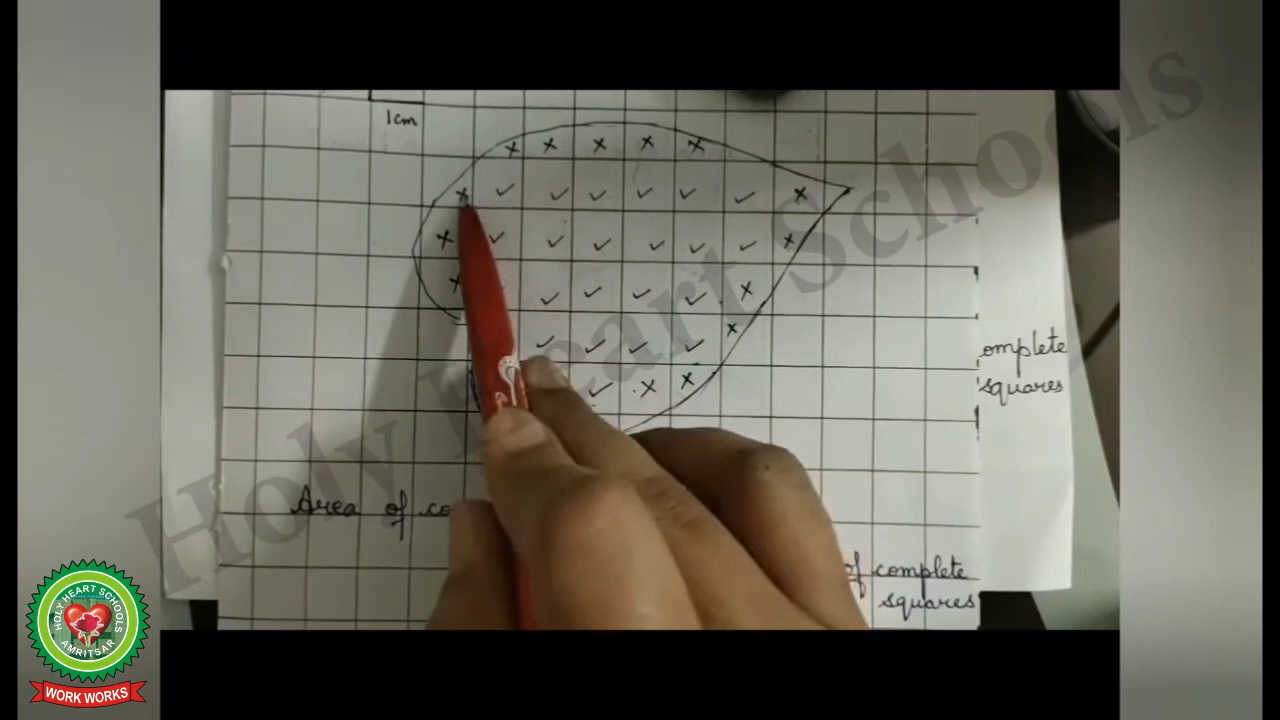 1cm
omplete
squares
Area of co
of complete
squares
Holy Heart Schools
HOLY HEART SCHOOLS
AMRITSAR
WORK WORKS